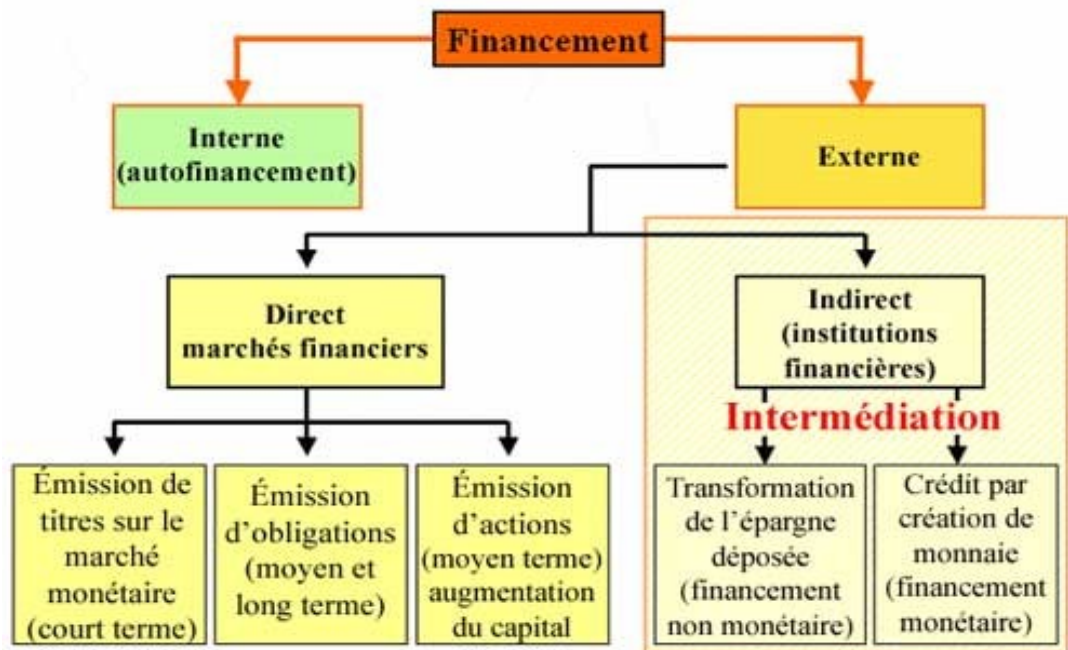 Financement
Interne
(autofinancement)
Externe
Direct
marchés financiers
Indirect
(institutions
financières)
Intermédiation
Émission de
titres sur le
marché
monétaire
(court terme)
Émission
d’obligations
(moyen et
long terme)
Émission
d’actions
(moyen terme)
augmentation
du capital
Transformation
de l’épargne
déposée
(financement
non monétaire)
Crédit par
création de
monnaie
(financement
monétaire)